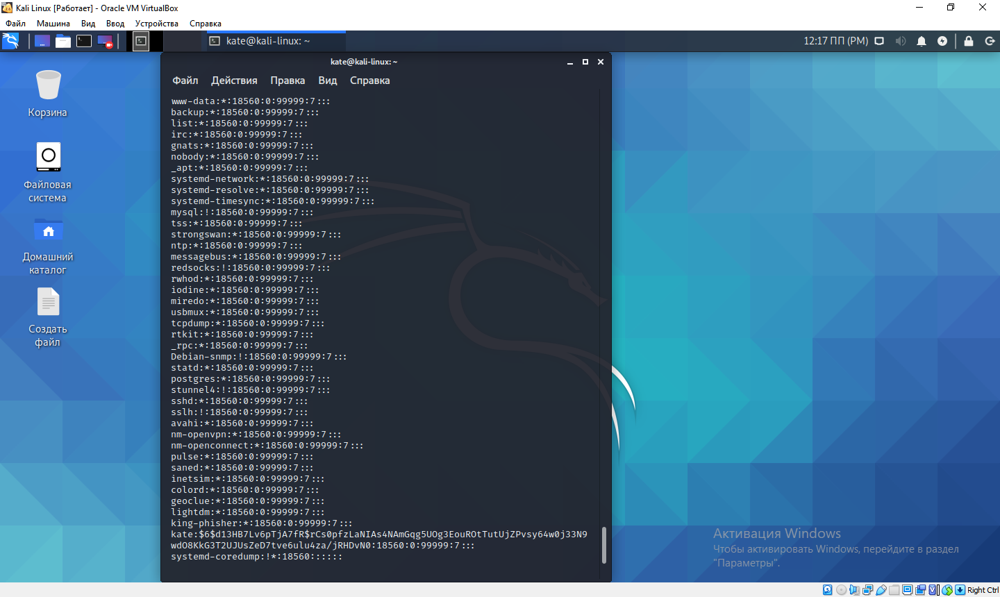 Kali Linux [Работает] - Oracle VM VirtualBox
Файл Машина Вид Ввод Устройства Справка
kate@kali-linux: ~
12:17 ПП (PM)
kate@kali-linux: ~
Файл Действия Правка Вид Справка
Корзина
Файловая
система
Домашний
каталог
Создать
файл
www-data:*:18560:0:99999:7:::
backup:*:18560:0:99999:7:::
list:*:18560:0:99999:7:::
irc:*:18560:0:99999:7:::
gnats:*:18560:0:99999:7:::
nobody:*:18560:0:99999:7:::
_apt:*:18560:0:99999:7:::
systemd-network:*:18560:0:99999:7:::
systemd-resolve:*:18560:0:99999:7:::
systemd-timesync:*:18560:0:99999:7:::
mysql:!:18560:0:99999:7:::
tss:*:18560:0:99999:7:::
strongswan:*:18560:0:99999:7:::
ntp:*:18560:0:99999:7:::
messagebus:*:18560:0:99999:7:::
redsocks:!:18560:0:99999:7:::
rwhod:*:18560:0:99999:7:::
iodine:*:18560:0:99999:7:::
miredo:*:18560:0:99999:7:::
usbmux:*:18560:0:99999:7:::
tcpdump:*:18560:0:99999:7:::
rtkit:*:18560:0:99999:7:::
_rpc:*:18560:0:99999:7:::
Debian-snmp:!:18560:0:99999:7:::
statd:*:18560:0:99999:7:::
postgres:*:18560:0:99999:7:::
stunnel4:!:18560:0:99999:7:::
sshd:*:18560:0:99999:7:::
sslh:!:18560:0:99999:7:::
avahi:*:18560:0:99999:7:::
nm-openvpn:*:18560:0:99999:7:::
nm-openconnect:*:18560:0:99999:7:::
pulse:*:18560:0:99999:7:::
saned:*:18560:0:99999:7:::
inetsim:*:18560:0:99999:7:::
colord:*:18560:0:99999:7:::
geoclue:*:18560:0:99999:7:::
lightdm:*:18560:0:99999:7:::
king-phisher:*:18560:0:99999:7:::
kate:$6$d13HB7Lv6pTjA7fR$rCs0pfzLaNIAs4NAmGqg5UOg3EouROtTutUjZPvsy64w0j33N9
wdO8KkG3T2UJUsZeD7tve6ulu4za/jRHDvN0:18560:0:99999:7:::
systemd-coredump:!*:18560::::::
Активация Windows
Чтобы активировать Windows, перейдите в раздел
"Параметры".
Right Ctrl